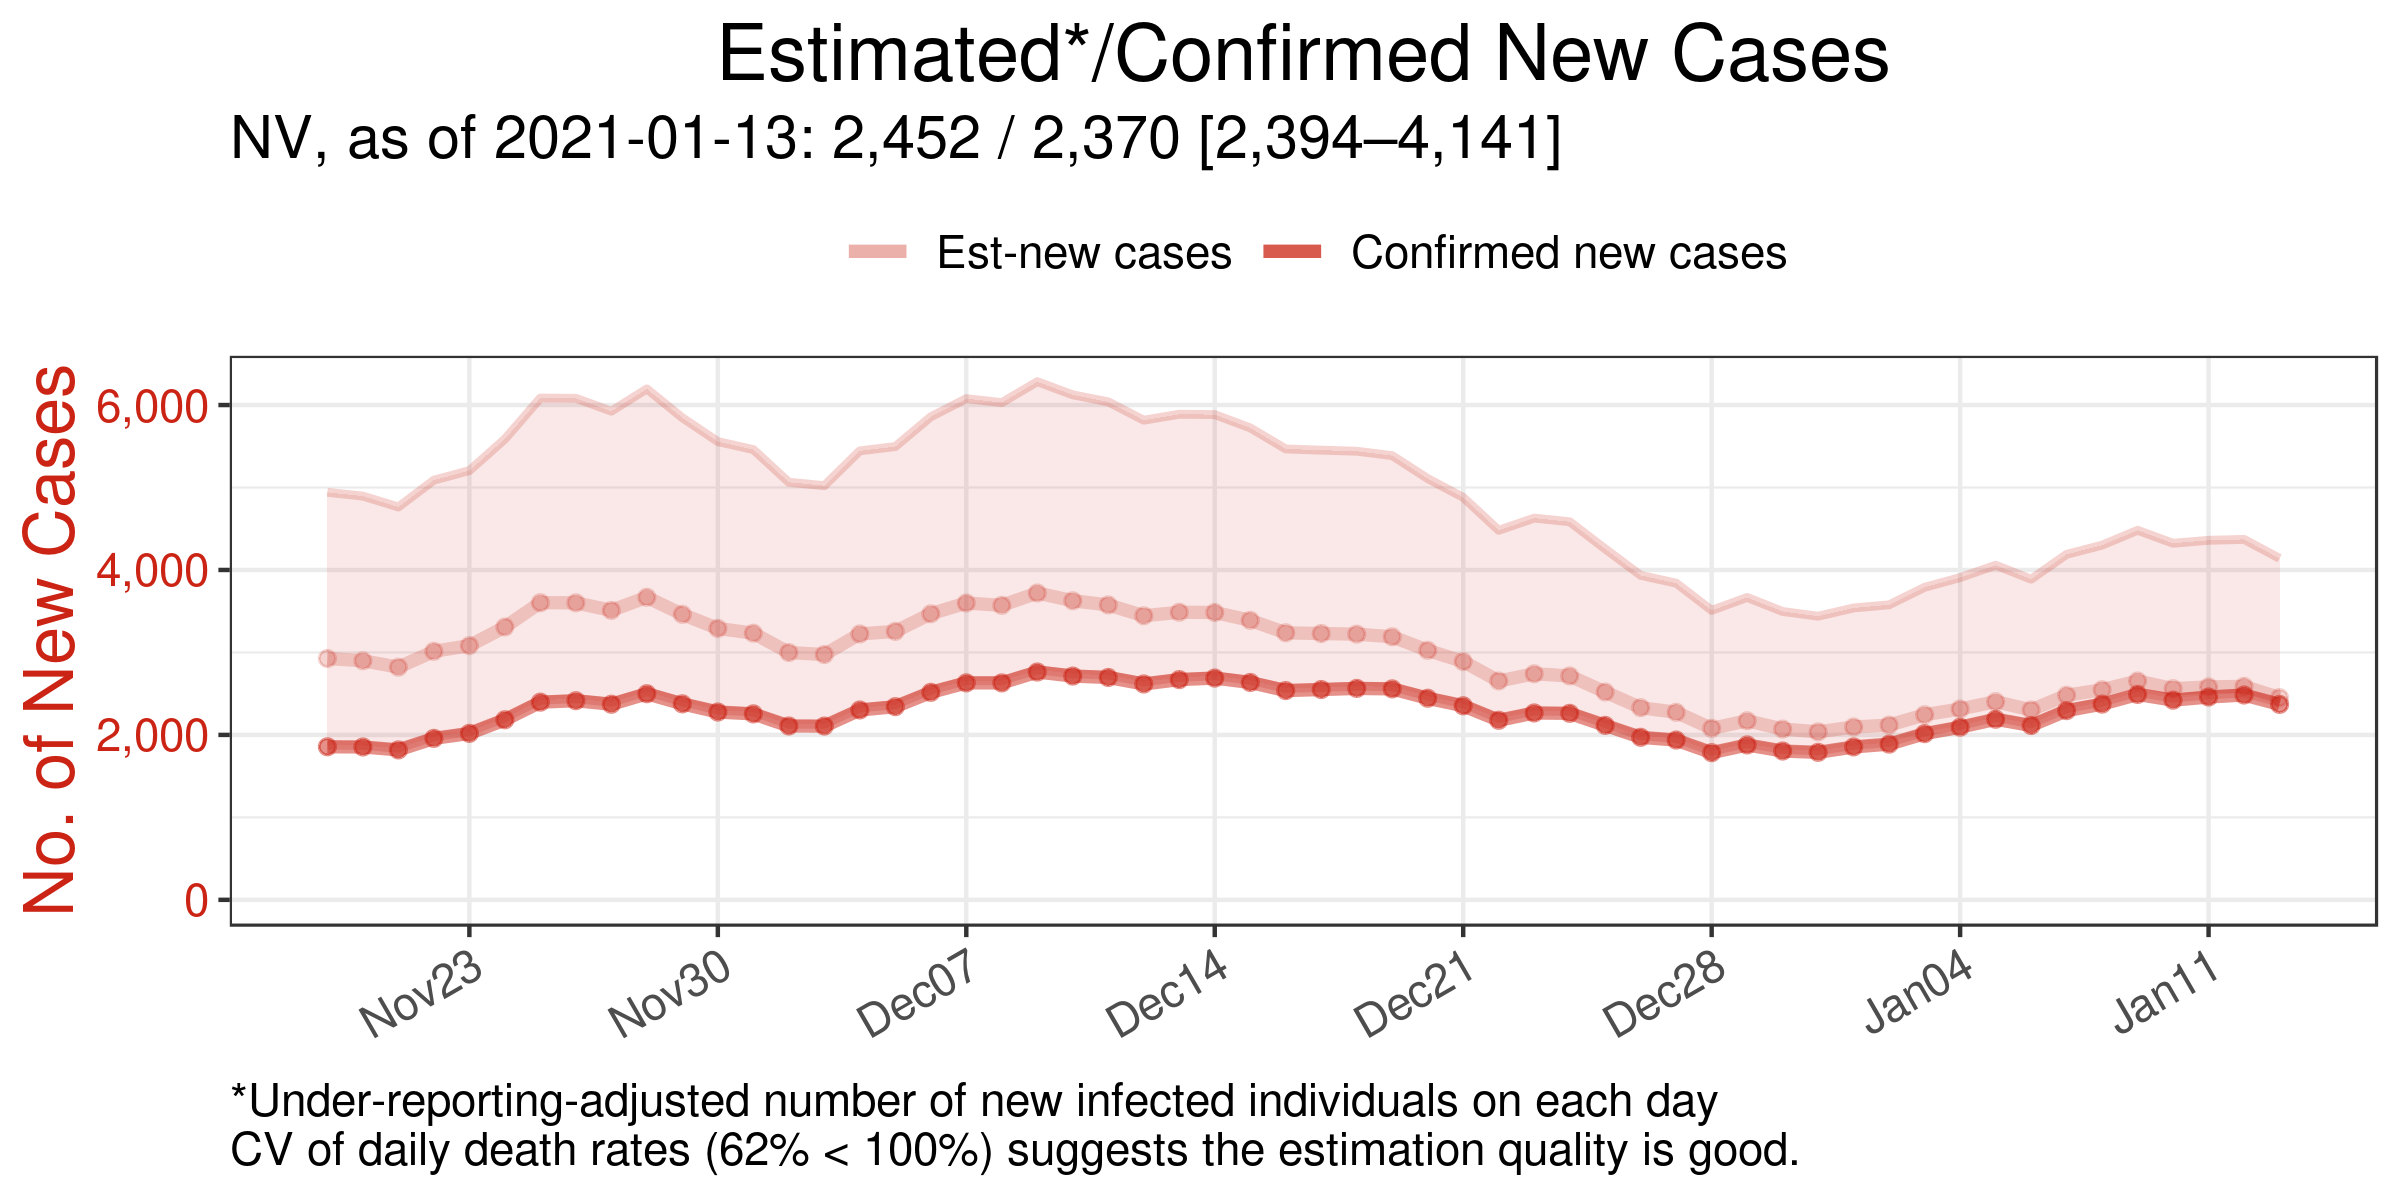 Estimated*/Confirmed New Cases
NV, as of 2021-01-13: 2,452 / 2,370 [2,394–4,141]
Est-new cases Confirmed new cases
No. of New Cases
6,000
4,000
2,000
0
Nov23 Nov30 Dec07 Dec14 Dec21 Dec28 Jan04 Jan11
*Under-reporting-adjusted number of new infected individuals on each day
CV of daily death rates (62% < 100%) suggests the estimation quality is good.